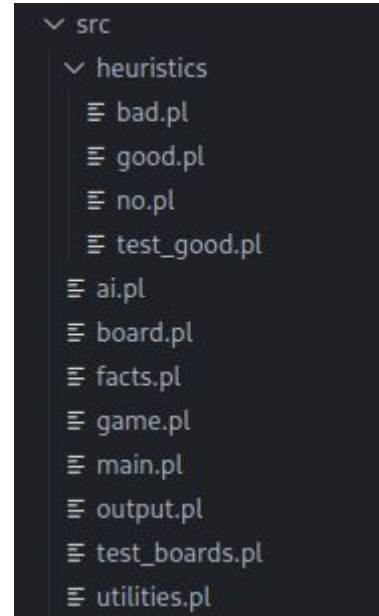 src
heuristics
bad.pl
good.pl
no.pl
test_good.pl
ai.pl
board.pl
facts.pl
game.pl
main.pl
output.pl
test_boards.pl
utilities.pl